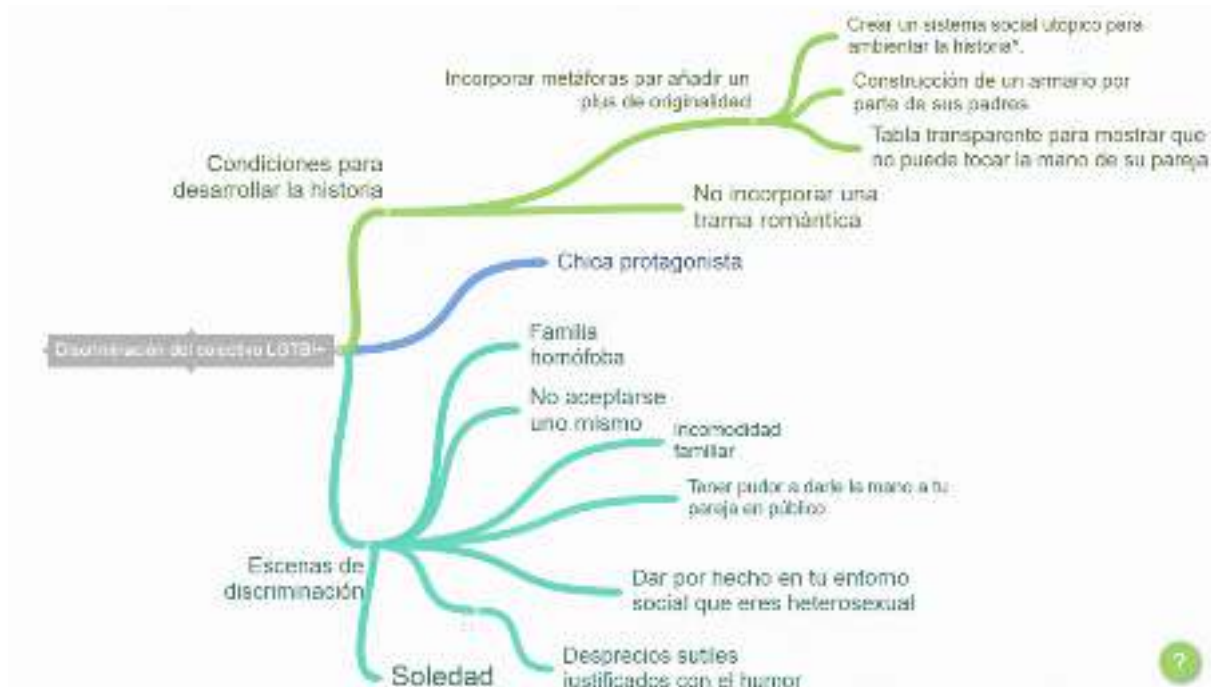 Crear un sistema social utópico para
ambientar la historia*.
Incorporar metáforas par añadir un
plus de originalidad
Construcción de un armario por
parte de sus padres
Tabla transparente para mostrar que
no puede tocar la mano de su pareja
Condiciones para
desarrollar la historia
No incorporar una
trama romántica
Chica protagonista
Discriminación del colectivo LGTBI+
Familia
homófoba
No aceptarse
uno mismo
Incomodidad
familiar
Tener pudor a darle la mano a tu
pareja en público
Escenas de
discriminación
Dar por hecho en tu entorno
social que eres heterosexual
Desprecios sutiles
justificados con el humor
Soledad
?